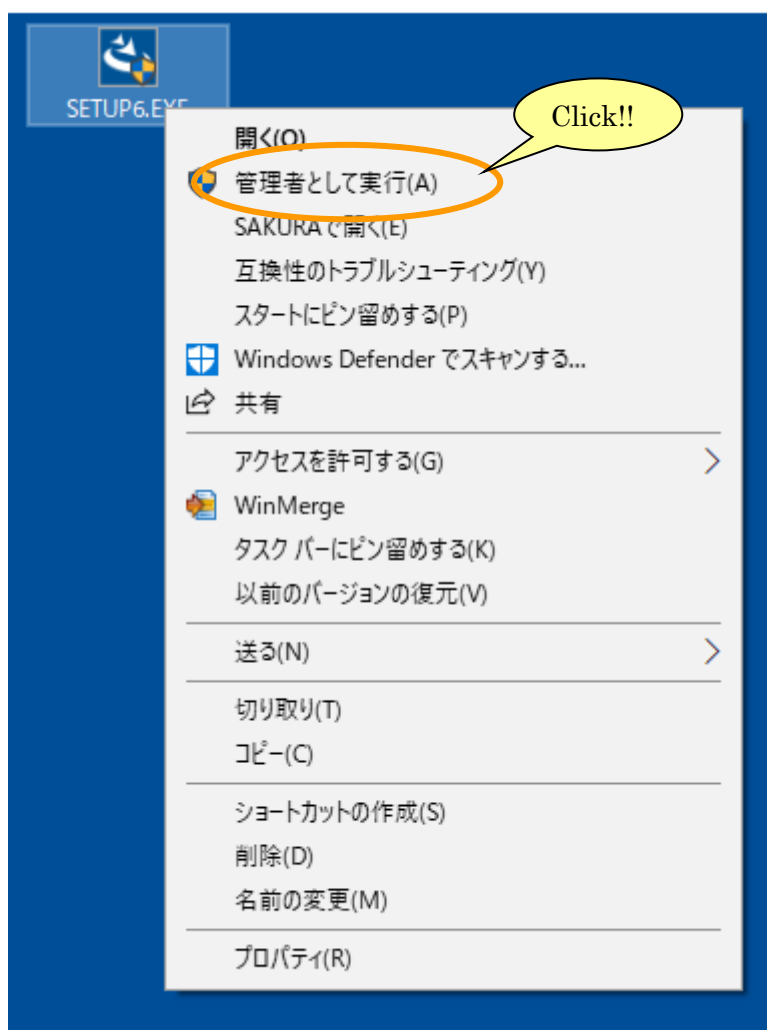 SETUP6.EXE
Click!!
開く(O)
管理者として実行(A)
SAKURAで開く(E)
互換性のトラブルシューティング(Y)
スタートにピン留めする(P)
Windows Defender でスキャンする...
共有
アクセスを許可する(G)
WinMerge
タスク バーにピン留めする(K)
以前のバージョンの復元(V)
送る(N)
切り取り(T)
コピー(C)
ショートカットの作成(S)
削除(D)
名前の変更(M)
プロパティ(R)